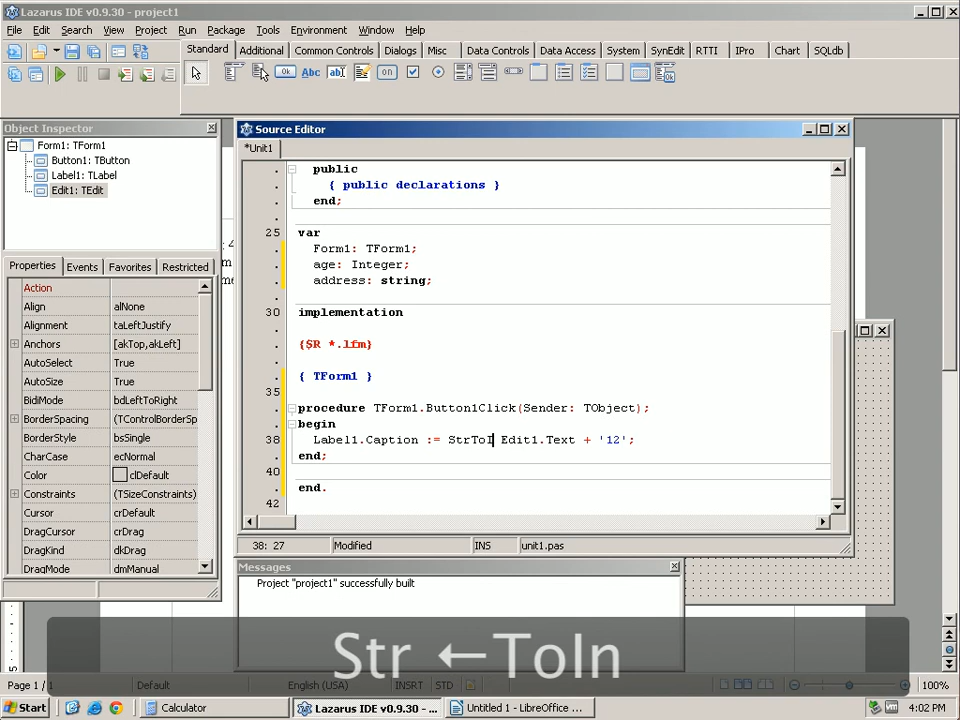 Lazarus IDE v0.9.30 - project1
File Edit Search View Project Run Package Tools Environment Window Help
Standard Additional Common Controls Dialogs Misc Data Controls Data Access System SynEdit RTTI IPro Chart SQLdb
Ok Abc ab on Ok
Object Inspector
Form1: TForm1
Button1: TButton
Label1: TLabel
Edit1: TEdit
Properties Events Favorites Restricted
Action
Align alNone
Alignment taLeftJustify
Anchors [akTop,akLeft]
AutoSelect True
AutoSize True
BidiMode bdLeftToRight
BorderSpacing (TControlBorderSp
BorderStyle bsSingle
CharCase ecNormal
Color clDefault
Constraints (TSizeConstraints)
Cursor crDefault
DragCursor crDrag
DragKind dkDrag
DragMode dmManual
Source Editor
*Unit1
public
{ public declarations }
end;
25 var
Form1: TForm1;
age: Integer;
address: string;
30 implementation
{$R *.lfm}
{ TForm1 }
35
procedure TForm1.Button1Click(Sender: TObject);
begin
38 Label1.Caption := StrToI Edit1.Text + '12';
end;
40
end.
42
38: 27 Modified INS unit1.pas
Messages
Project "project1" successfully built
Str ←ToIn
Page 1 / Default English (USA) INSRT STD 100%
Start Calculator Lazarus IDE v0.9.30 - ... Untitled 1 - LibreOffice ... 4:02 PM